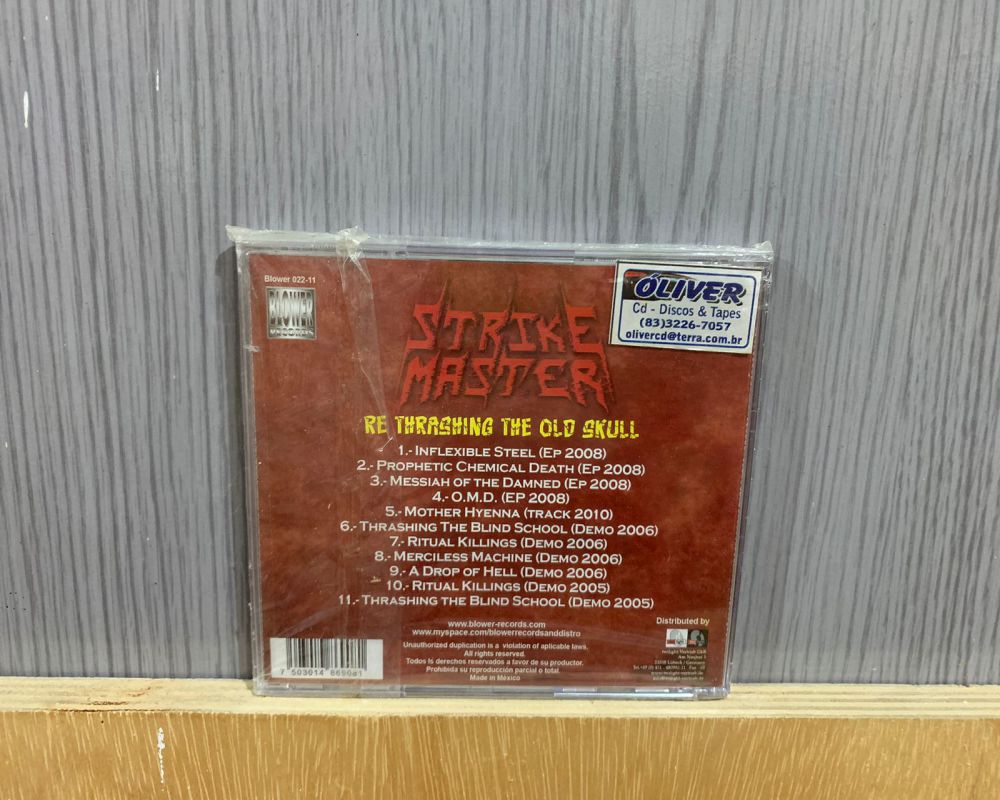 Blower 022-11
BLOWER
RECORDS
ÓLIVER
Cd - Discos & Tapes
(83)3226-7057
olivercd@terra.com.br
STRIKE
MASTER
RE THRASHING THE OLD SKULL
1.- INFLEXIBLE STEEL (EP 2008)
2.- PROPHETIC CHEMICAL DEATH (EP 2008)
3.- MESSIAH OF THE DAMNED (EP 2008)
4.- O.M.D. (EP 2008)
5.- MOTHER HYENNA (TRACK 2010)
6.- THRASHING THE BLIND SCHOOL (DEMO 2006)
7.- RITUAL KILLINGS (DEMO 2006)
8.- MERCILESS MACHINE (DEMO 2006)
9.- A DROP OF HELL (DEMO 2006)
10.- RITUAL KILLINGS (DEMO 2005)
11.- THRASHING THE BLIND SCHOOL (DEMO 2005)
www.blower-records.com
www.myspace.com/blowerrecordsanddistro
Unauthorized duplication is a violation of aplicable laws.
All rights reserved.
Todos ls derechos reservados a favor de su productor.
Prohibida su reproducción parcial o total.
Made in México
Distributed by
7 503014